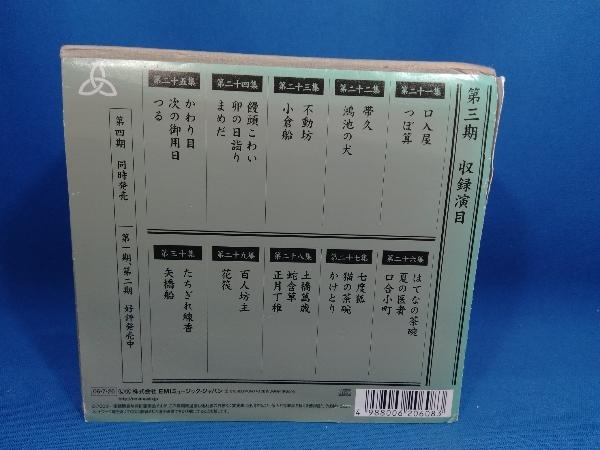 第三期　収録演目
第二十一集
口入屋
つぼ算
第二十二集
帯久
鴻池の犬
第二十三集
不動坊
小倉船
第二十四集
饅頭こわい
卯の日詣り
まめだ
第二十五集
かわり目
次の御用日
つる
第二十六集
はてなの茶碗
夏の医者
口合小町
第二十七集
七度狐
猫の茶碗
かけとり
第二十八集
土橋萬歳
蛇含草
正月丁稚
第二十九集
百人坊主
花筏
第三十集
たちぎれ線香
矢橋船
第四期　同時発売
第一期、第二期　好評発売中
06・7・20
株式会社 EMIミュージック・ジャパン
4 988006 206083